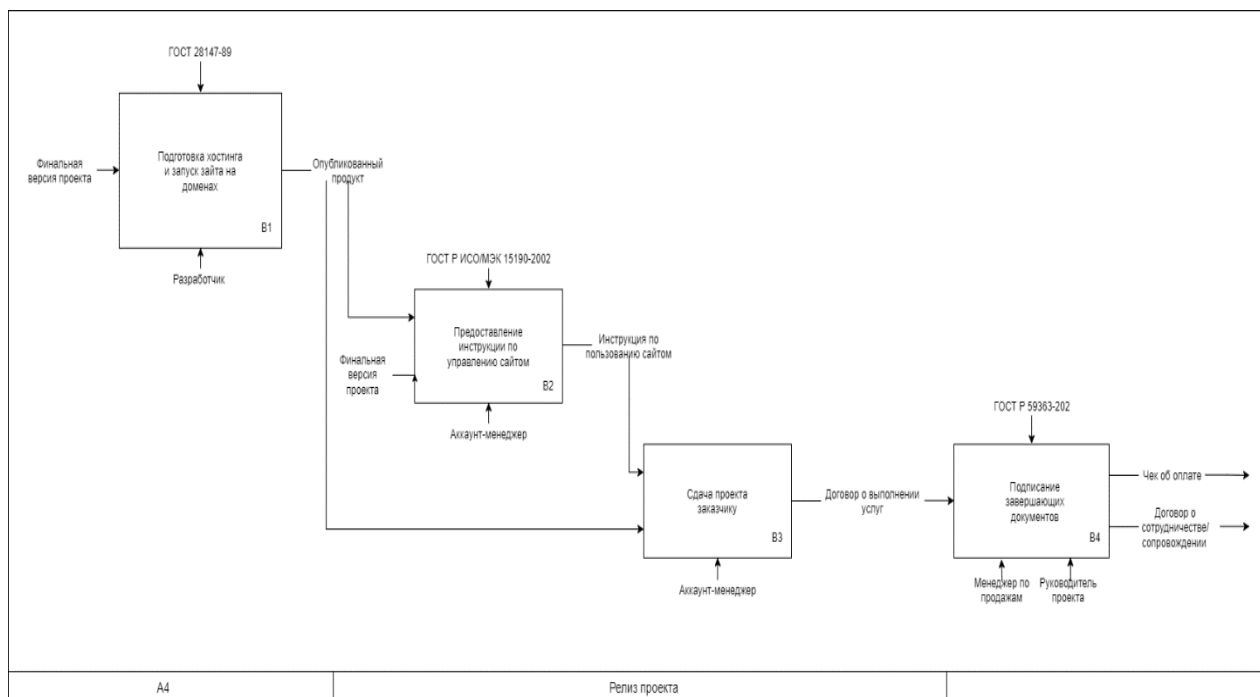 ГОСТ 28147-89
Финальная
версия проекта
Подготовка хостинга
и запуск зайта на
доменах
B1
Опубликованный
продукт
Разработчик
ГОСТ Р ИСО/МЭК 15190-2002
Финальная
версия
проекта
Предоставление
инструкции по
управлению сайтом
B2
Инструкция по
пользованию сайтом
Аккаунт-менеджер
Сдача проекта
заказчику
B3
Аккаунт-менеджер
Договор о выполнении
услуг
ГОСТ Р 59363-202
Подписание
завершающих
документов
B4
Чек об оплате
Договор о
сотрудничестве/
сопровождении
Менеджер по
продажам
Руководитель
проекта
A4
Релиз проекта